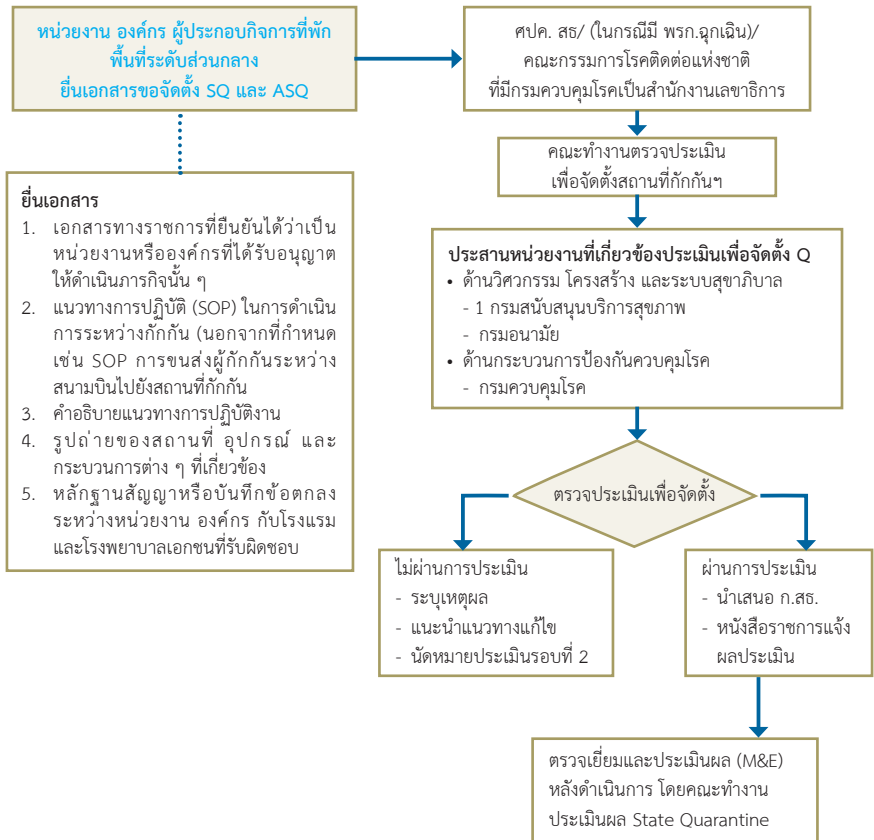 หน่วยงาน องค์กร ผู้ประกอบกิจการที่พัก
พื้นที่ระดับส่วนกลาง
ยื่นเอกสารขอจัดตั้ง SQ และ ASQ
ศปค. สธ/ (ในกรณีมี พรก.ฉุกเฉิน)/
คณะกรรมการโรคติดต่อแห่งชาติ
ที่มีกรมควบคุมโรคเป็นสำนักงานเลขาธิการ
คณะทำงานตรวจประเมิน
เพื่อจัดตั้งสถานที่กักกันฯ
ยื่นเอกสาร
1. เอกสารทางราชการที่ยืนยันได้ว่าเป็น
หน่วยงานหรือองค์กรที่ได้รับอนุญาต
ให้ดำเนินภารกิจนั้น ๆ
2. แนวทางการปฏิบัติ (SOP) ในการดำเนิน
การระหว่างกักกัน (นอกจากที่กำหนด
เช่น SOP การขนส่งผู้กักกันระหว่าง
สนามบินไปยังสถานที่กักกัน
3. คำอธิบายแนวทางการปฏิบัติงาน
4. รูปถ่ายของสถานที่ อุปกรณ์ และ
กระบวนการต่าง ๆ ที่เกี่ยวข้อง
5. หลักฐานสัญญาหรือบันทึกข้อตกลง
ระหว่างหน่วยงาน องค์กร กับโรงแรม
และโรงพยาบาลเอกชนที่รับผิดชอบ
ประสานหน่วยงานที่เกี่ยวข้องประเมินเพื่อจัดตั้ง Q
• ด้านวิศวกรรม โครงสร้าง และระบบสุขาภิบาล
- 1 กรมสนับสนุนบริการสุขภาพ
- กรมอนามัย
• ด้านกระบวนการป้องกันควบคุมโรค
- กรมควบคุมโรค
ตรวจประเมินเพื่อจัดตั้ง
ไม่ผ่านการประเมิน
- ระบุเหตุผล
- แนะนำแนวทางแก้ไข
- นัดหมายประเมินรอบที่ 2
ผ่านการประเมิน
- นำเสนอ ก.สธ.
- หนังสือราชการแจ้ง
ผลประเมิน
ตรวจเยี่ยมและประเมินผล (M&E)
หลังดำเนินการ โดยคณะทำงาน
ประเมินผล State Quarantine